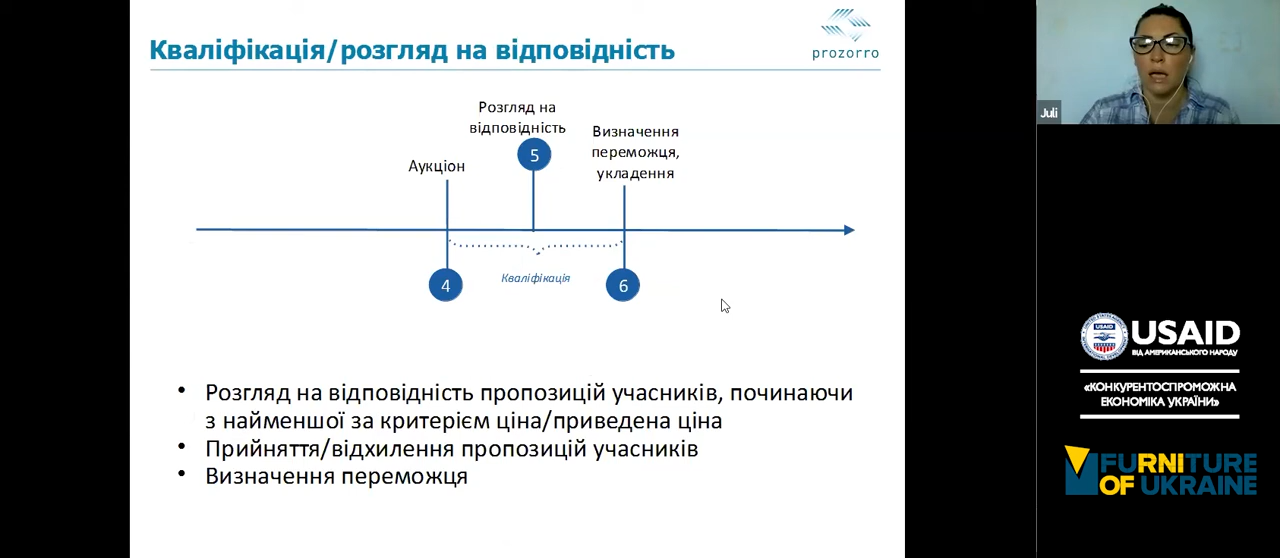 Кваліфікація/розгляд на відповідність
prozorro
Розгляд на
відповідність
5
Визначення
переможця,
укладення
Аукціон
Кваліфікація
4
6
• Розгляд на відповідність пропозицій учасників, починаючи
з найменшої за критерієм ціна/приведена ціна
• Прийняття/відхилення пропозицій учасників
• Визначення переможця
Juli
USAID
USAID
ВІД АМЕРИКАНСЬКОГО НАРОДУ
«КОНКУРЕНТОСПРОМОЖНА
ЕКОНОМІКА УКРАЇНИ»
FURNITURE
OF UKRAINE